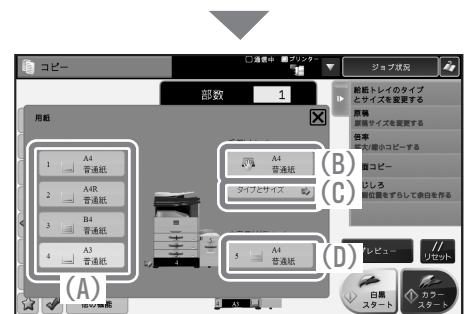 コピー
通信中
プリンター
ジョブ状況
部数 1
給紙トレイのタイプ
とサイズを変更する
原稿
原稿サイズを変更する
倍率
拡大/縮小コピーする
面コピー
じしろ
位置をずらして余白を作る
用紙
1 A4
普通紙
2 A4R
普通紙
3 B4
普通紙
4 A3
普通紙
(A)
A4
普通紙
(B)
タイプとサイズ
(C)
5 A4
普通紙
(D)
4
プレビュー
リセット
他の機能
4 A3
白黒
スタート
カラー
スタート